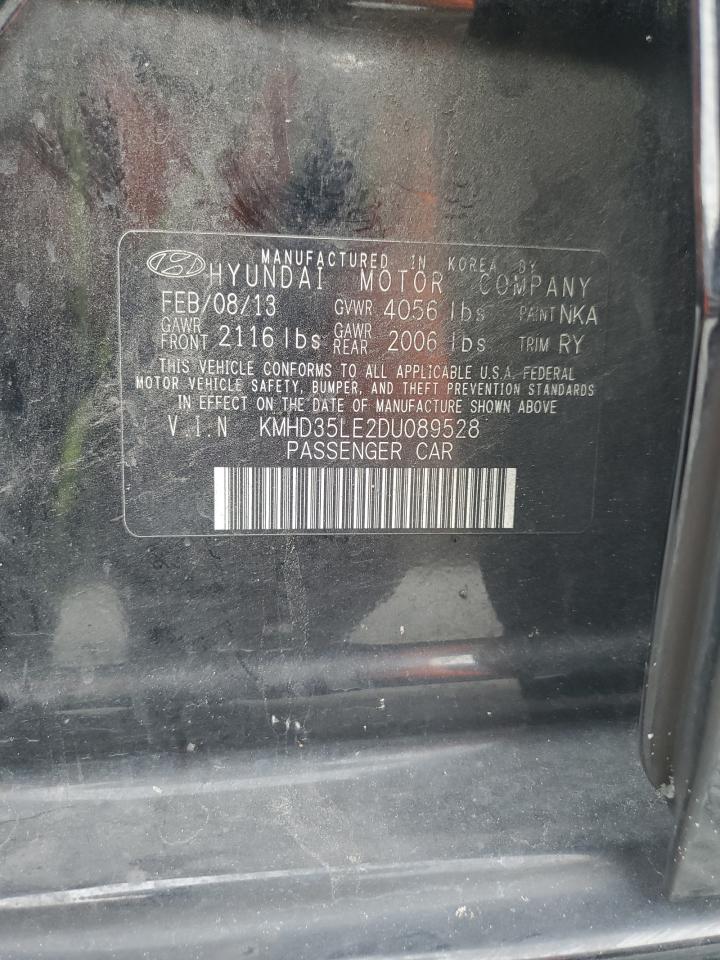 MANUFACTURED IN KOREA BY
HYUNDAI MOTOR COMPANY
FEB/08/13 GVWR 4056 lbs PAINT NKA
GAWR FRONT 2116 lbs GAWR REAR 2006 lbs TRIM RY
THIS VEHICLE CONFORMS TO ALL APPLICABLE U.S.A. FEDERAL
MOTOR VEHICLE SAFETY, BUMPER, AND THEFT PREVENTION STANDARDS
IN EFFECT ON THE DATE OF MANUFACTURE SHOWN ABOVE
V.I.N KMHD35LE2DU089528
PASSENGER CAR